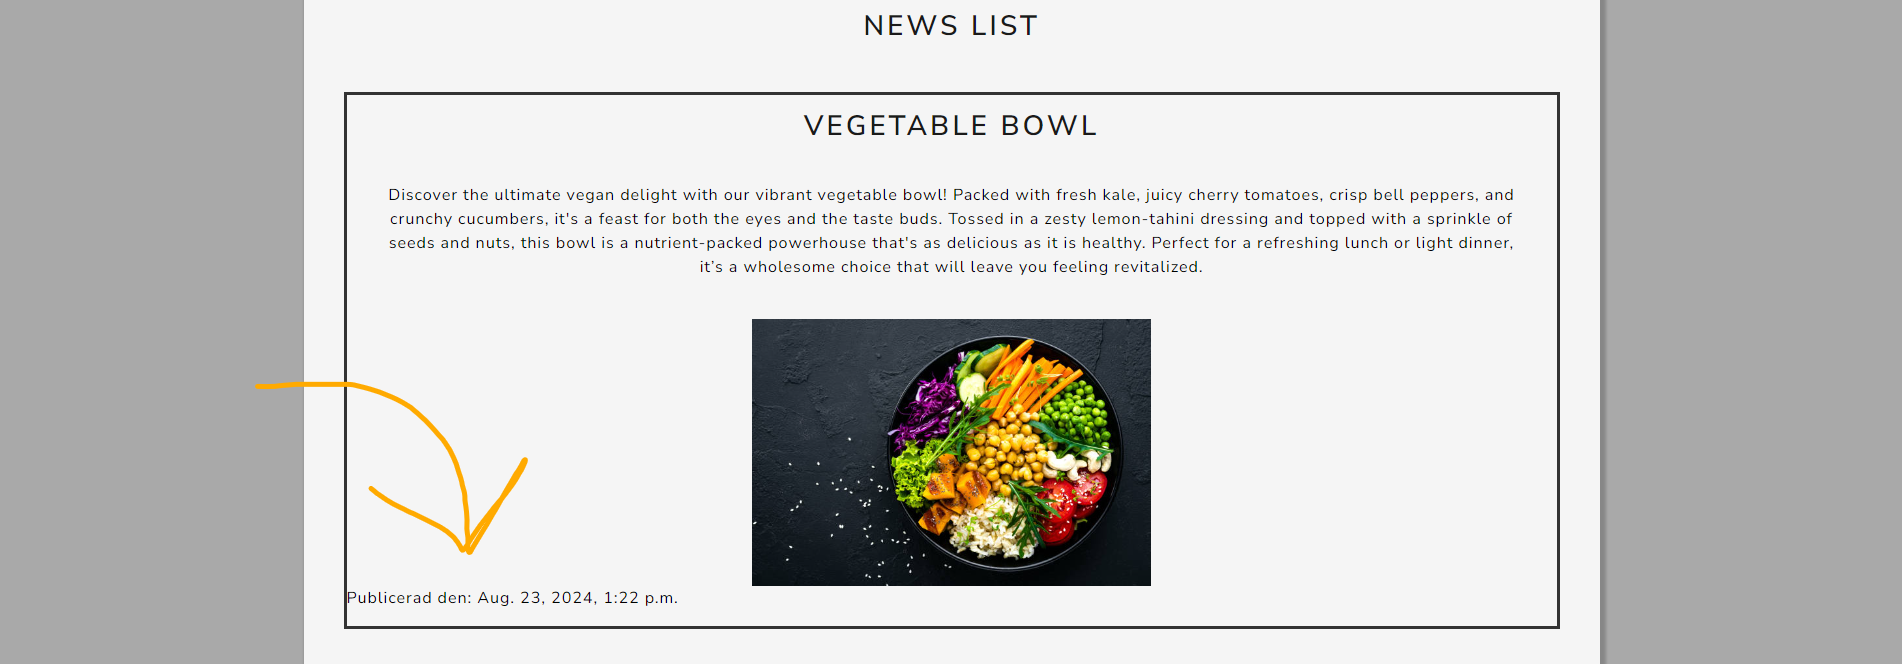 NEWS LIST
VEGETABLE BOWL
Discover the ultimate vegan delight with our vibrant vegetable bowl! Packed with fresh kale, juicy cherry tomatoes, crisp bell peppers, and
crunchy cucumbers, it's a feast for both the eyes and the taste buds. Tossed in a zesty lemon-tahini dressing and topped with a sprinkle of
seeds and nuts, this bowl is a nutrient-packed powerhouse that's as delicious as it is healthy. Perfect for a refreshing lunch or light dinner,
it’s a wholesome choice that will leave you feeling revitalized.
Publicerad den: Aug. 23, 2024, 1:22 p.m.